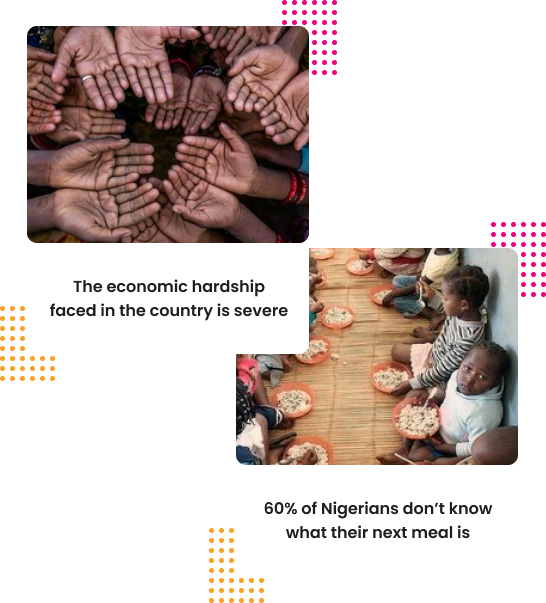 The economic hardship
faced in the country is severe
60% of Nigerians don’t know
what their next meal is